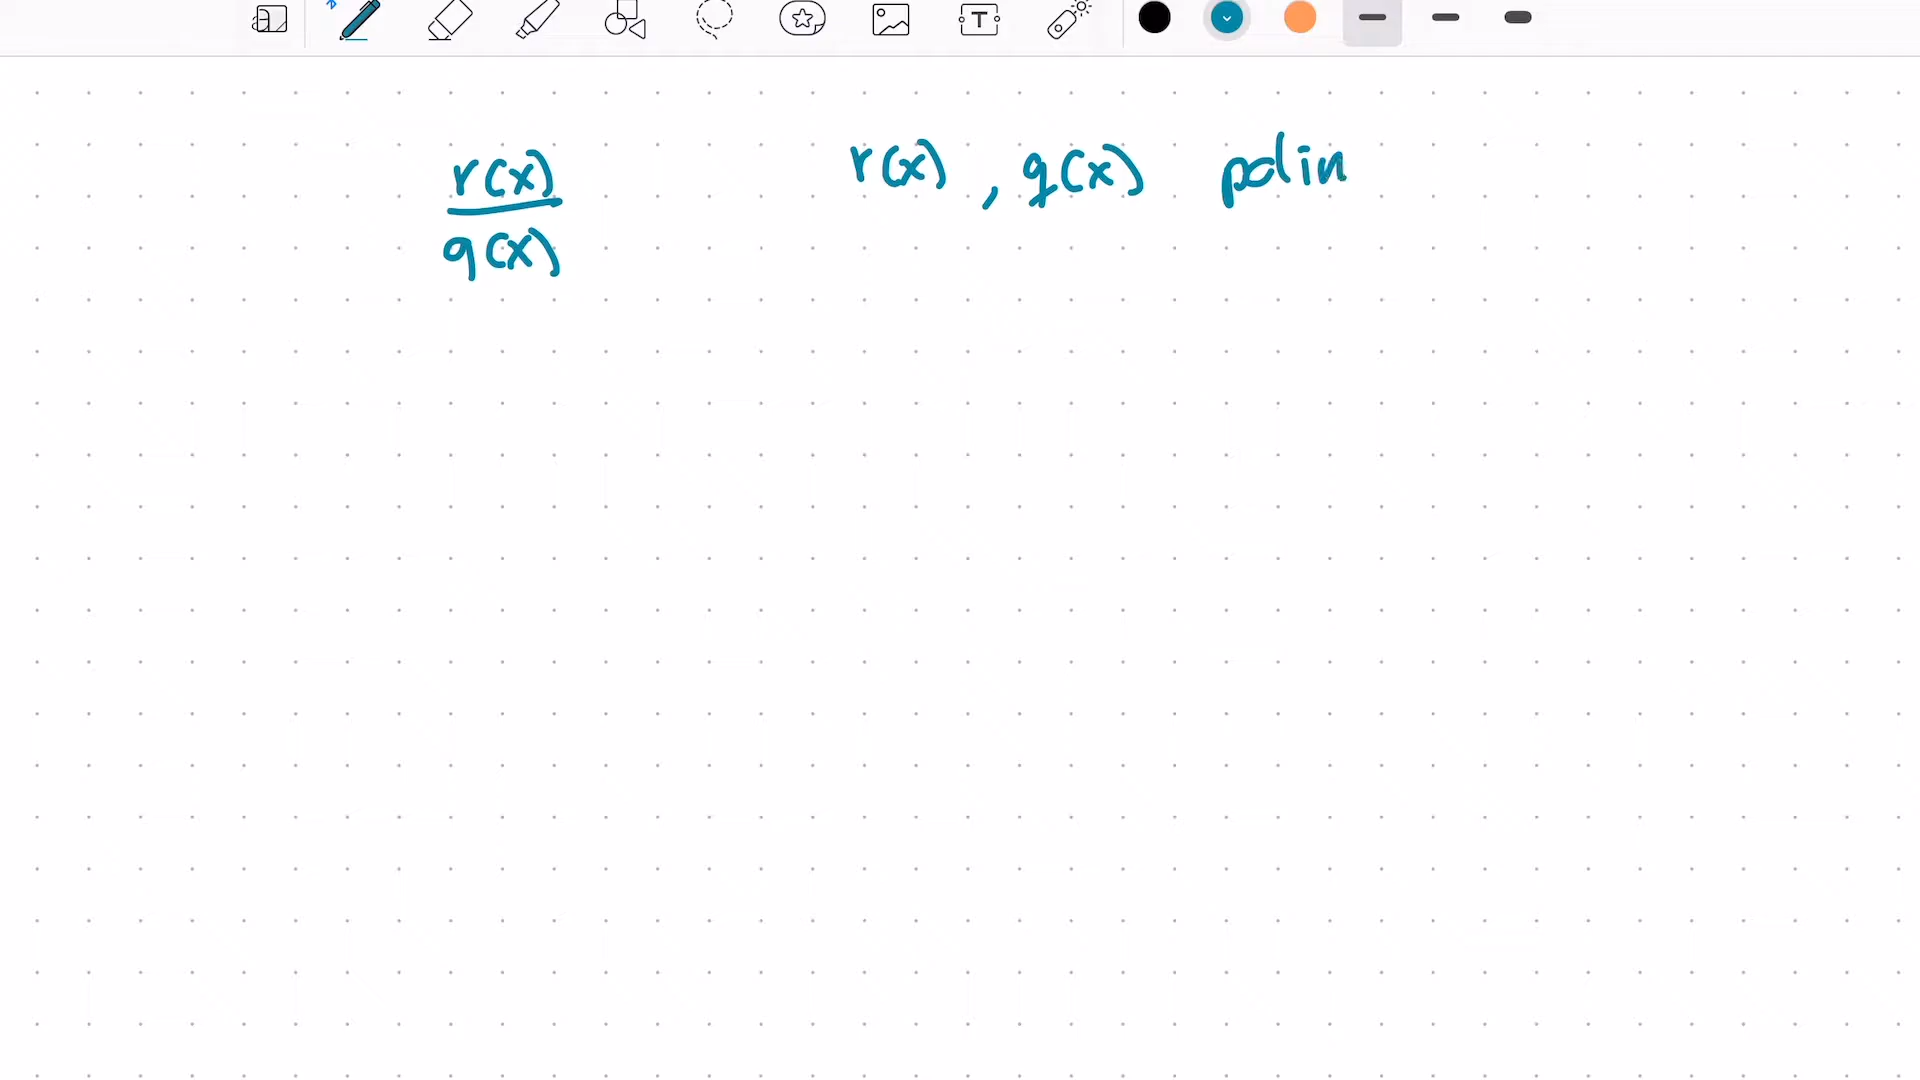 r(x)
q(x)
r(x) , q(x) polin